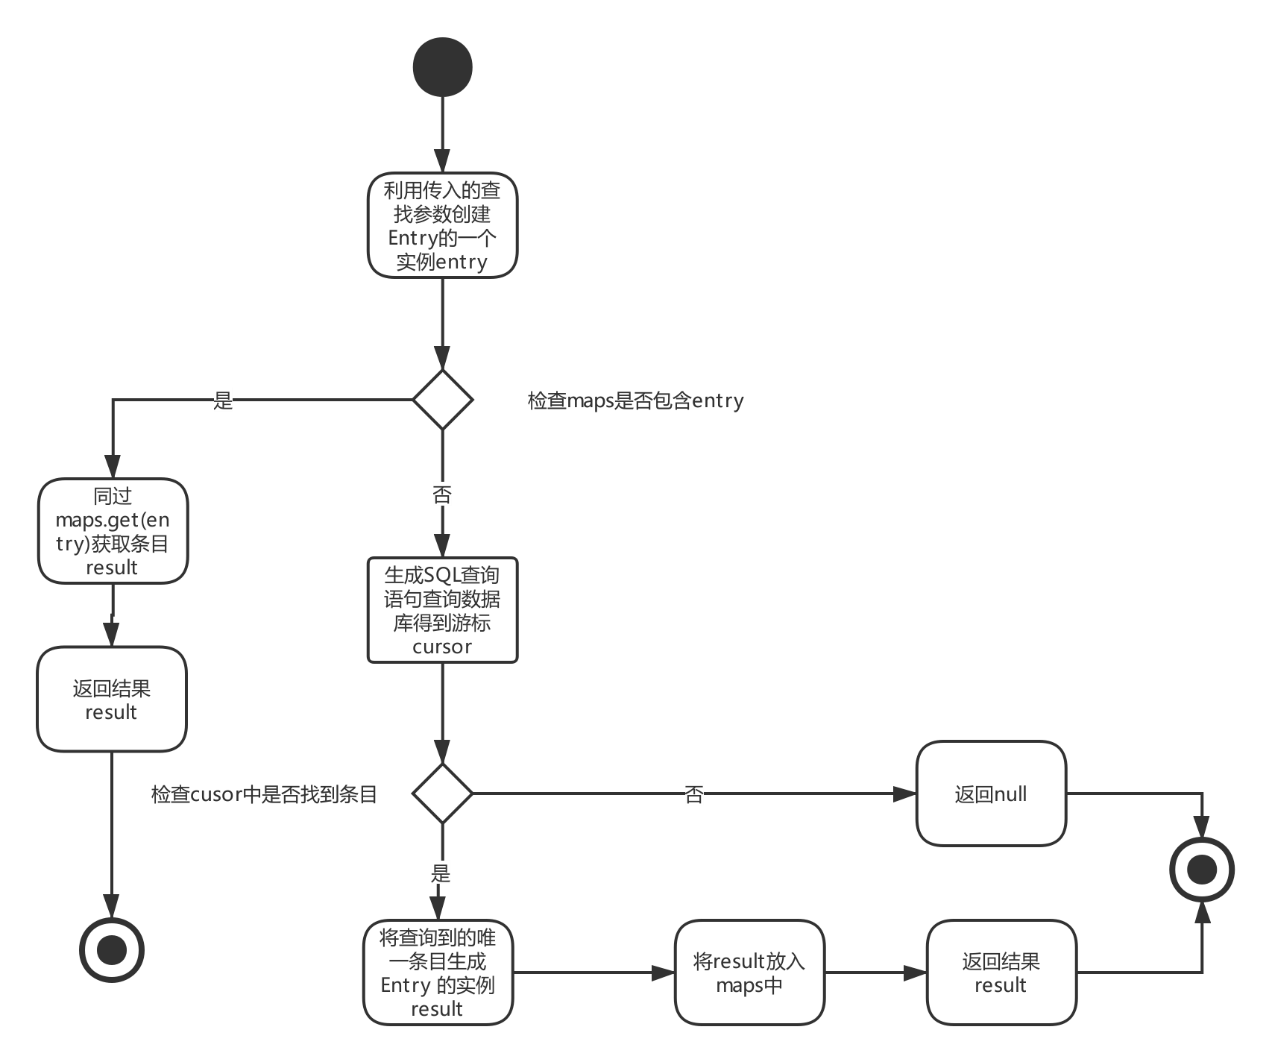 利用传入的查
找参数创建
Entry的一个
实例entry
是
检查maps是否包含entry
同过
maps.get(en
try)获取条目
result
否
生成SQL查询
语句查询数据
库得到游标
cursor
返回结果
result
检查cusor中是否找到条目
否
返回null
是
将查询到的唯
一条目生成
Entry 的实例
result
将result放入
maps中
返回结果
result